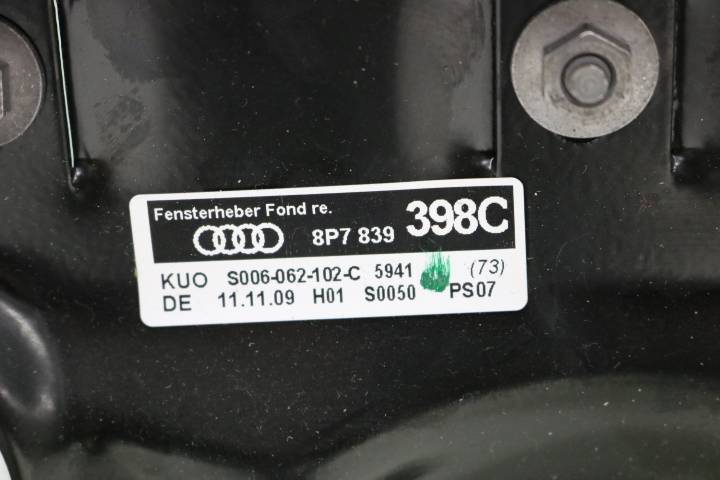 Fensterheber Fond re.
8P7 839 398C
KUO S006-062-102-C 5941 (73)
DE 11.11.09 H01 S0050 PS07